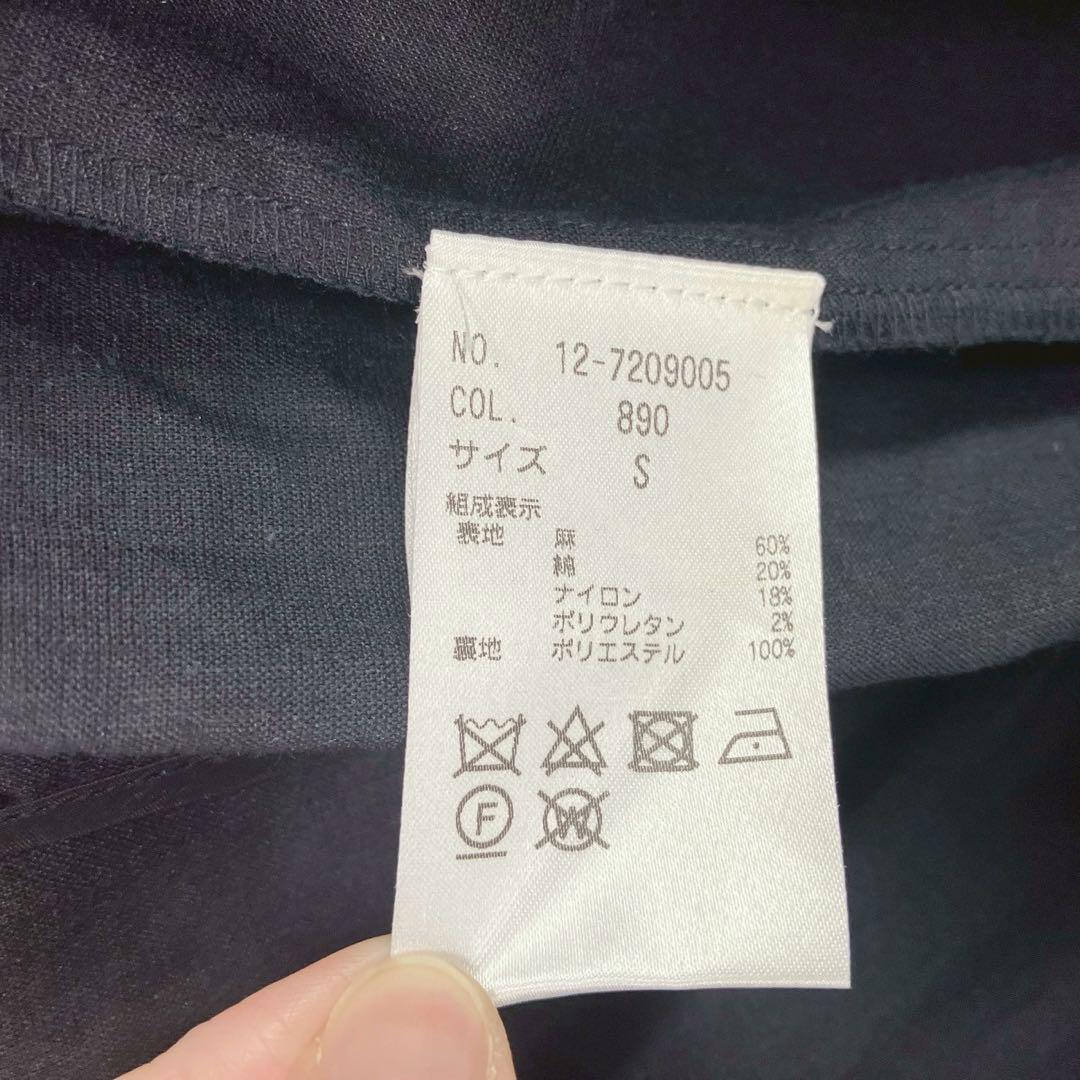 NO. 12-7209005
COL. 890
サイズ S
組成表示
表地 麻 60%
綿 20%
ナイロン 18%
ポリウレタン 2%
裏地 ポリエステル 100%
F W